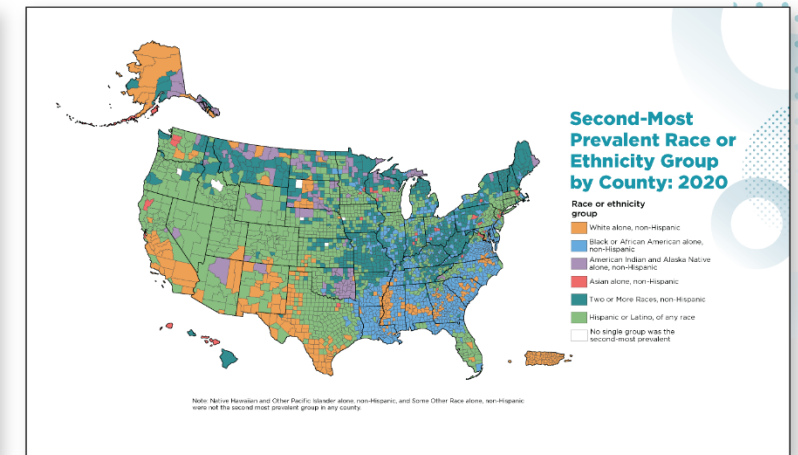 Second-Most
Prevalent Race or
Ethnicity Group
by County: 2020
Race or ethnicity
group
White alone, non-Hispanic
Black or African American alone,
non-Hispanic
American Indian and Alaska Native
alone, non-Hispanic
Asian alone, non-Hispanic
Two or More Races, non-Hispanic
Hispanic or Latino, of any race
No single group was the
second-most prevalent
Note: Native Hawaiian and Other Pacific Islander alone, non-Hispanic, and Some Other Race alone, non-Hispanic
were not the second most prevalent group in any county.